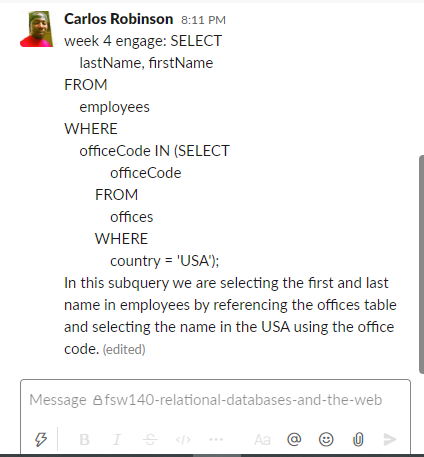 Carlos Robinson 8:11 PM
week 4 engage: SELECT
lastName, firstName
FROM
employees
WHERE
officeCode IN (SELECT
officeCode
FROM
offices
WHERE
country = 'USA');
In this subquery we are selecting the first and last
name in employees by referencing the offices table
and selecting the name in the USA using the office
code. (edited)
Message fsw140-relational-databases-and-the-web
B I S </> ... Aa @